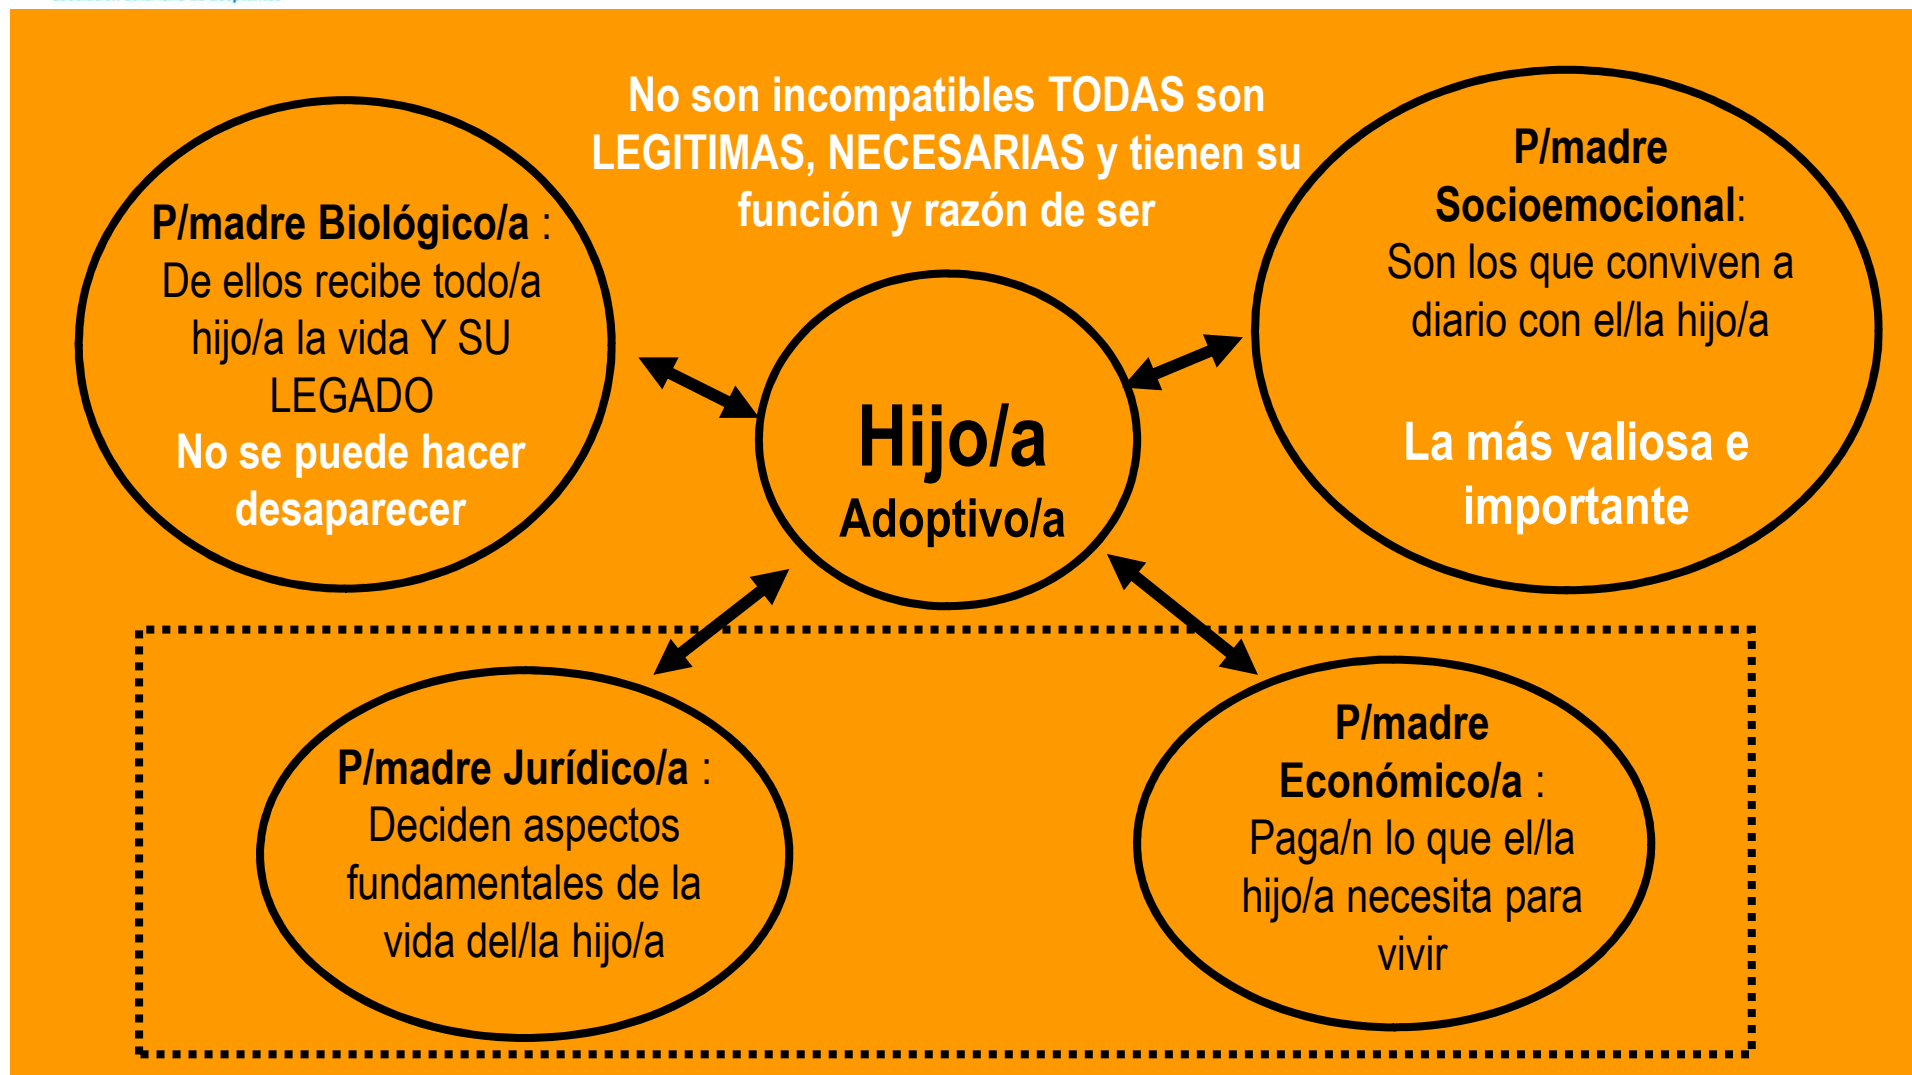 No son incompatibles TODAS son
LEGITIMAS, NECESARIAS y tienen su
función y razón de ser
P/madre Biológico/a :
De ellos recibe todo/a
hijo/a la vida Y SU
LEGADO
No se puede hacer
desaparecer
P/madre
Socioemocional:
Son los que conviven a
diario con el/la hijo/a
La más valiosa e
importante
Hijo/a
Adoptivo/a
P/madre Jurídico/a :
Deciden aspectos
fundamentales de la
vida del/la hijo/a
P/madre
Económico/a :
Paga/n lo que el/la
hijo/a necesita para
vivir